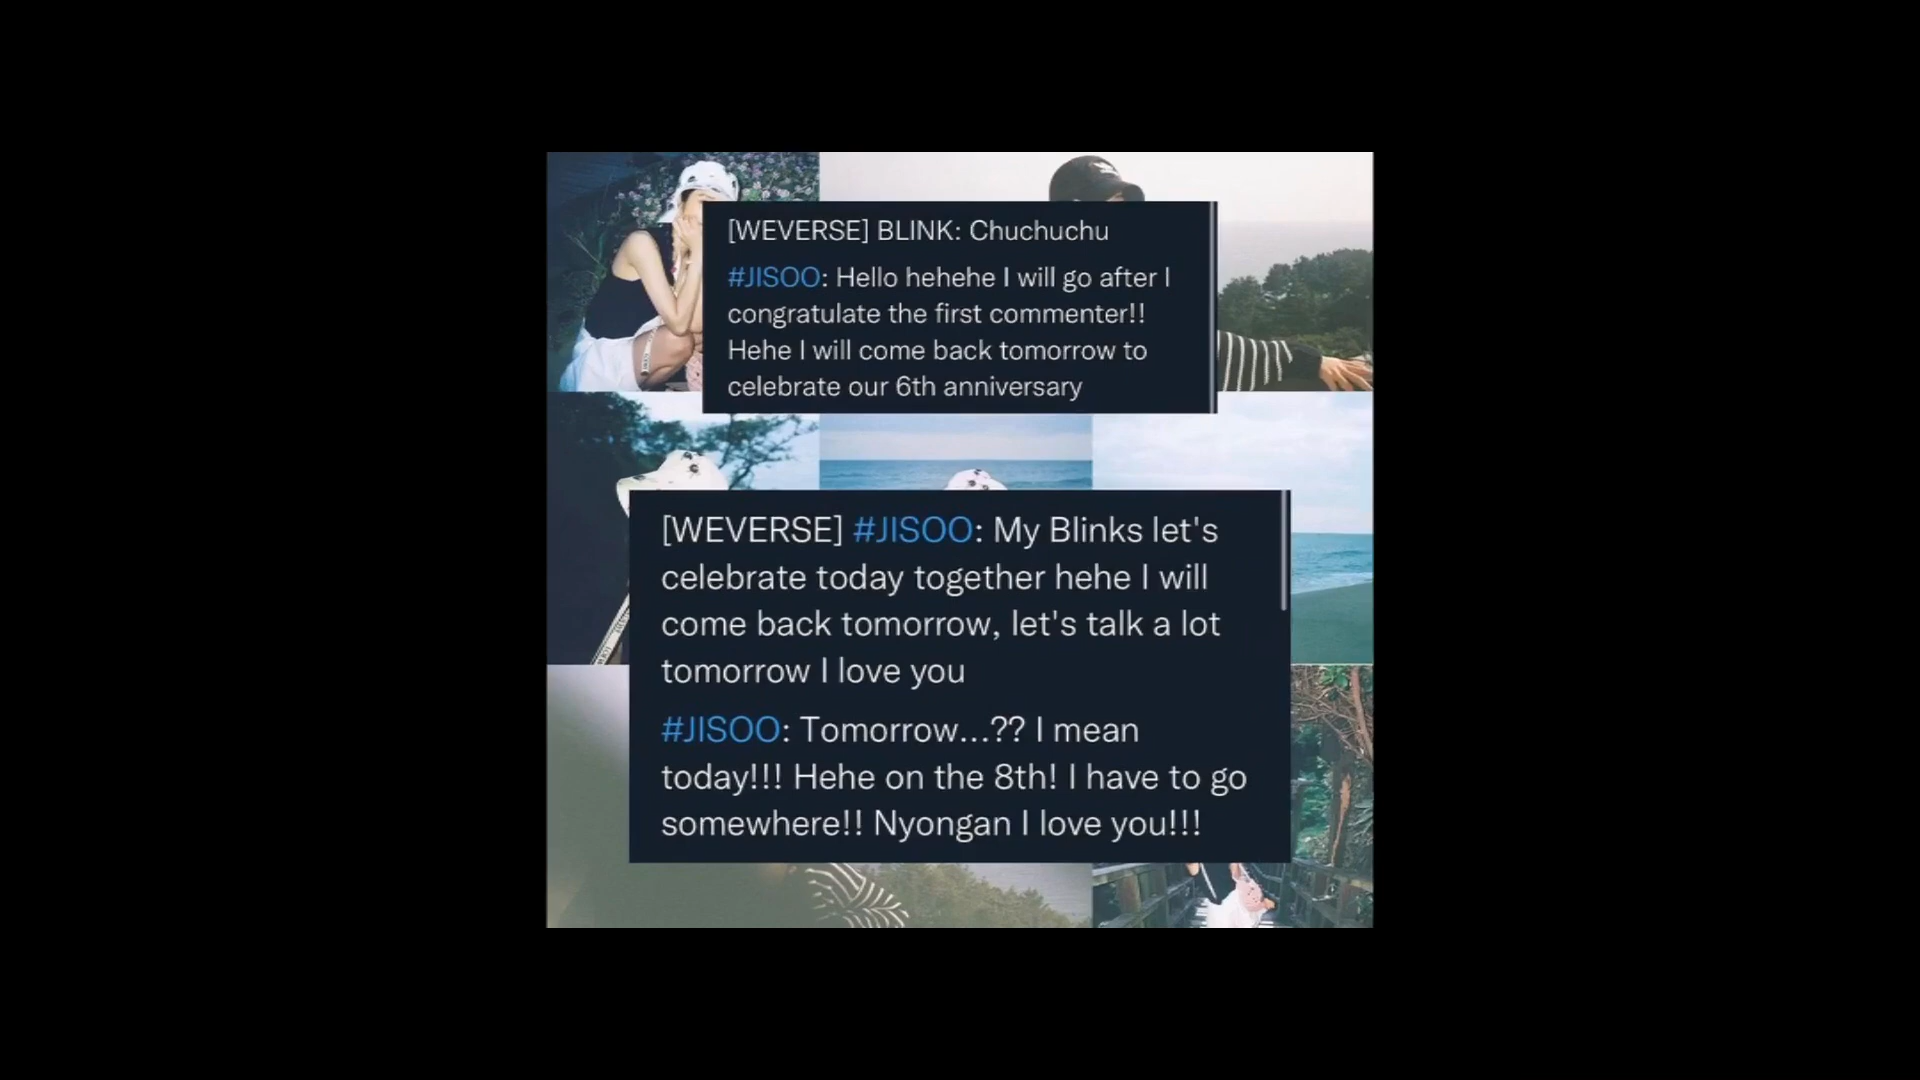 [WEVERSE] BLINK: Chuchuchu
#JISOO: Hello hehehe I will go after I
congratulate the first commenter!!
Hehe I will come back tomorrow to
celebrate our 6th anniversary
[WEVERSE] #JISOO: My Blinks let's
celebrate today together hehe I will
come back tomorrow, let's talk a lot
tomorrow I love you
#JISOO: Tomorrow...?? I mean
today!!! Hehe on the 8th! I have to go
somewhere!! Nyongan I love you!!!